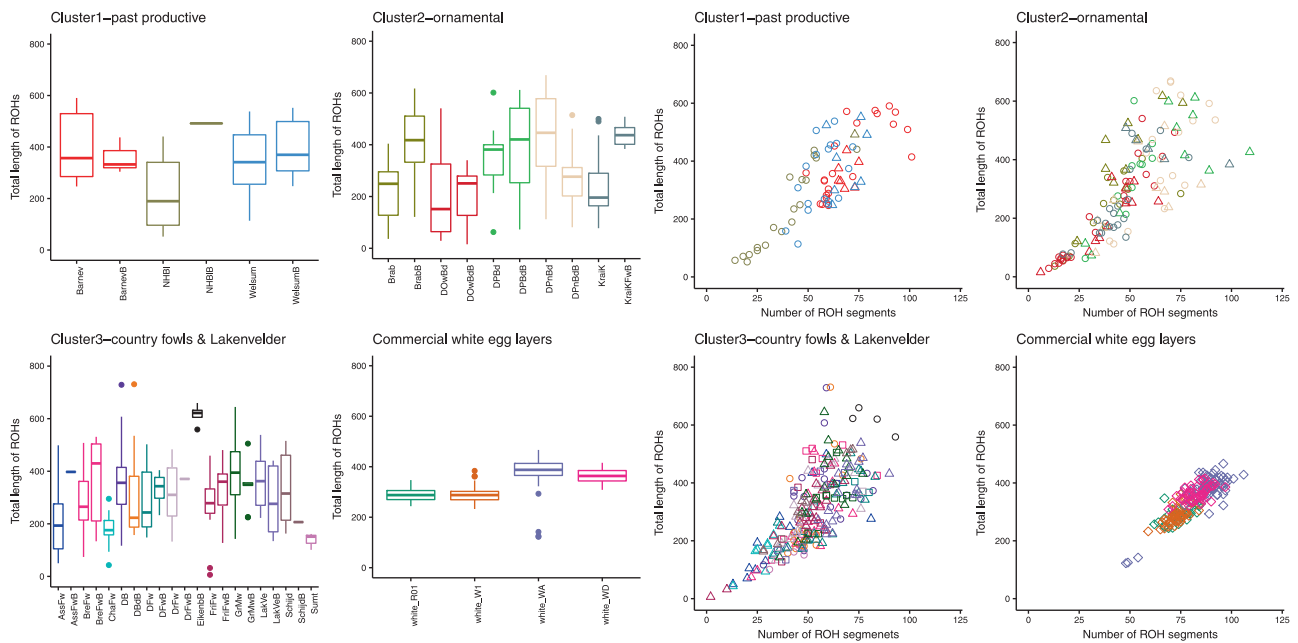 Cluster1–past productive
Total length of ROHs
800
600
400
200
0
Barnev
BarnevB
NHBl
NHBlB
Welsum
WelsumB
Cluster2–ornamental
Total length of ROHs
800
600
400
200
0
Brab
BrabB
DOwBd
DOwBdB
DPBd
DPBdB
DPnBd
DPnBdB
KraiK
KraiKFwB
Cluster1–past productive
Total length of ROHs
800
600
400
200
0
0
25
50
75
100
125
Number of ROH segments
Cluster2–ornamental
Total length of ROHs
800
600
400
200
0
0
25
50
75
100
125
Number of ROH segments
Cluster3–country fowls & Lakenvelder
Total length of ROHs
800
600
400
200
0
AssFw
AssFwB
BreFw
BreFwB
ChaFw
DB
DBdB
DFw
DFwB
DrFw
DrFwB
EikenbB
FriFw
FriFwB
GrMw
GrMwB
LakVe
LakVeB
Schijd
SchijdB
Sumt
Commercial white egg layers
Total length of ROHs
800
600
400
200
0
white_R01
white_W1
white_WA
white_WD
Cluster3–country fowls & Lakenvelder
Total length of ROHs
800
600
400
200
0
0
25
50
75
100
125
Number of ROH segments
Commercial white egg layers
Total length of ROHs
800
600
400
200
0
0
25
50
75
100
125
Number of ROH segmenets